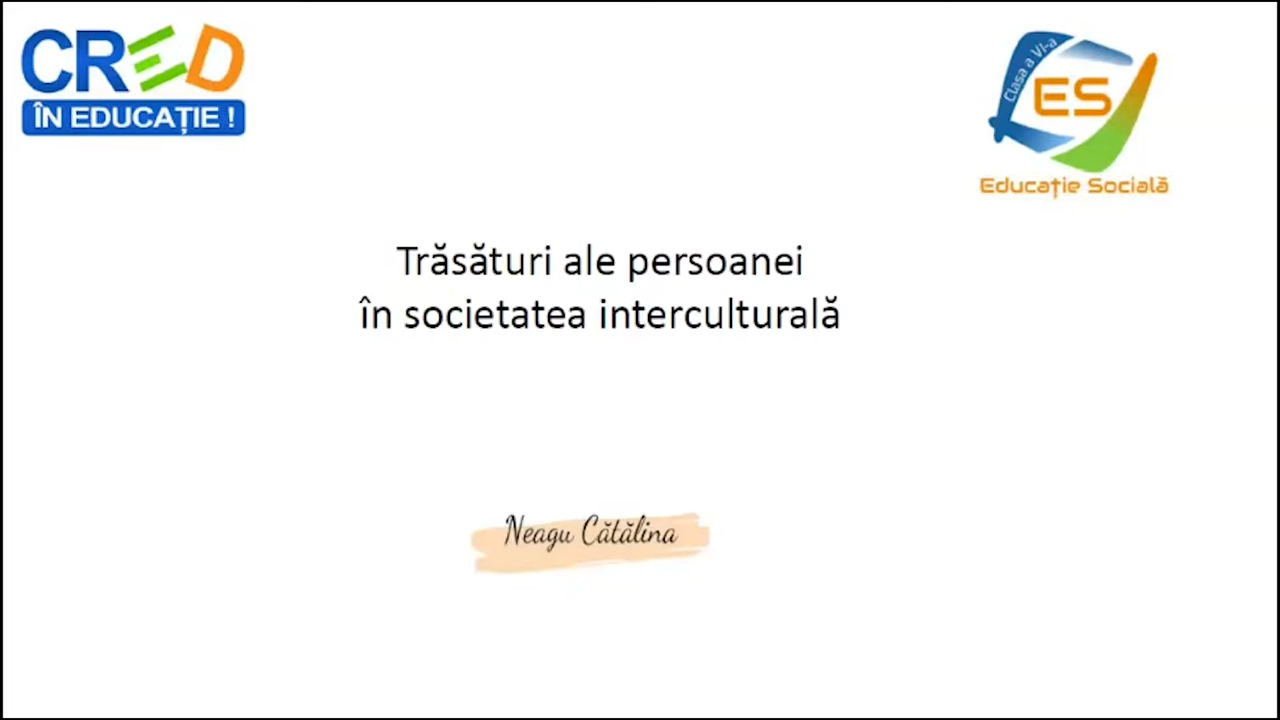 CRED
ÎN EDUCAȚIE !
Clasa a VI-a
ES
Educație Socială
Trăsături ale persoanei
în societatea interculturală
Neagu Cătălina